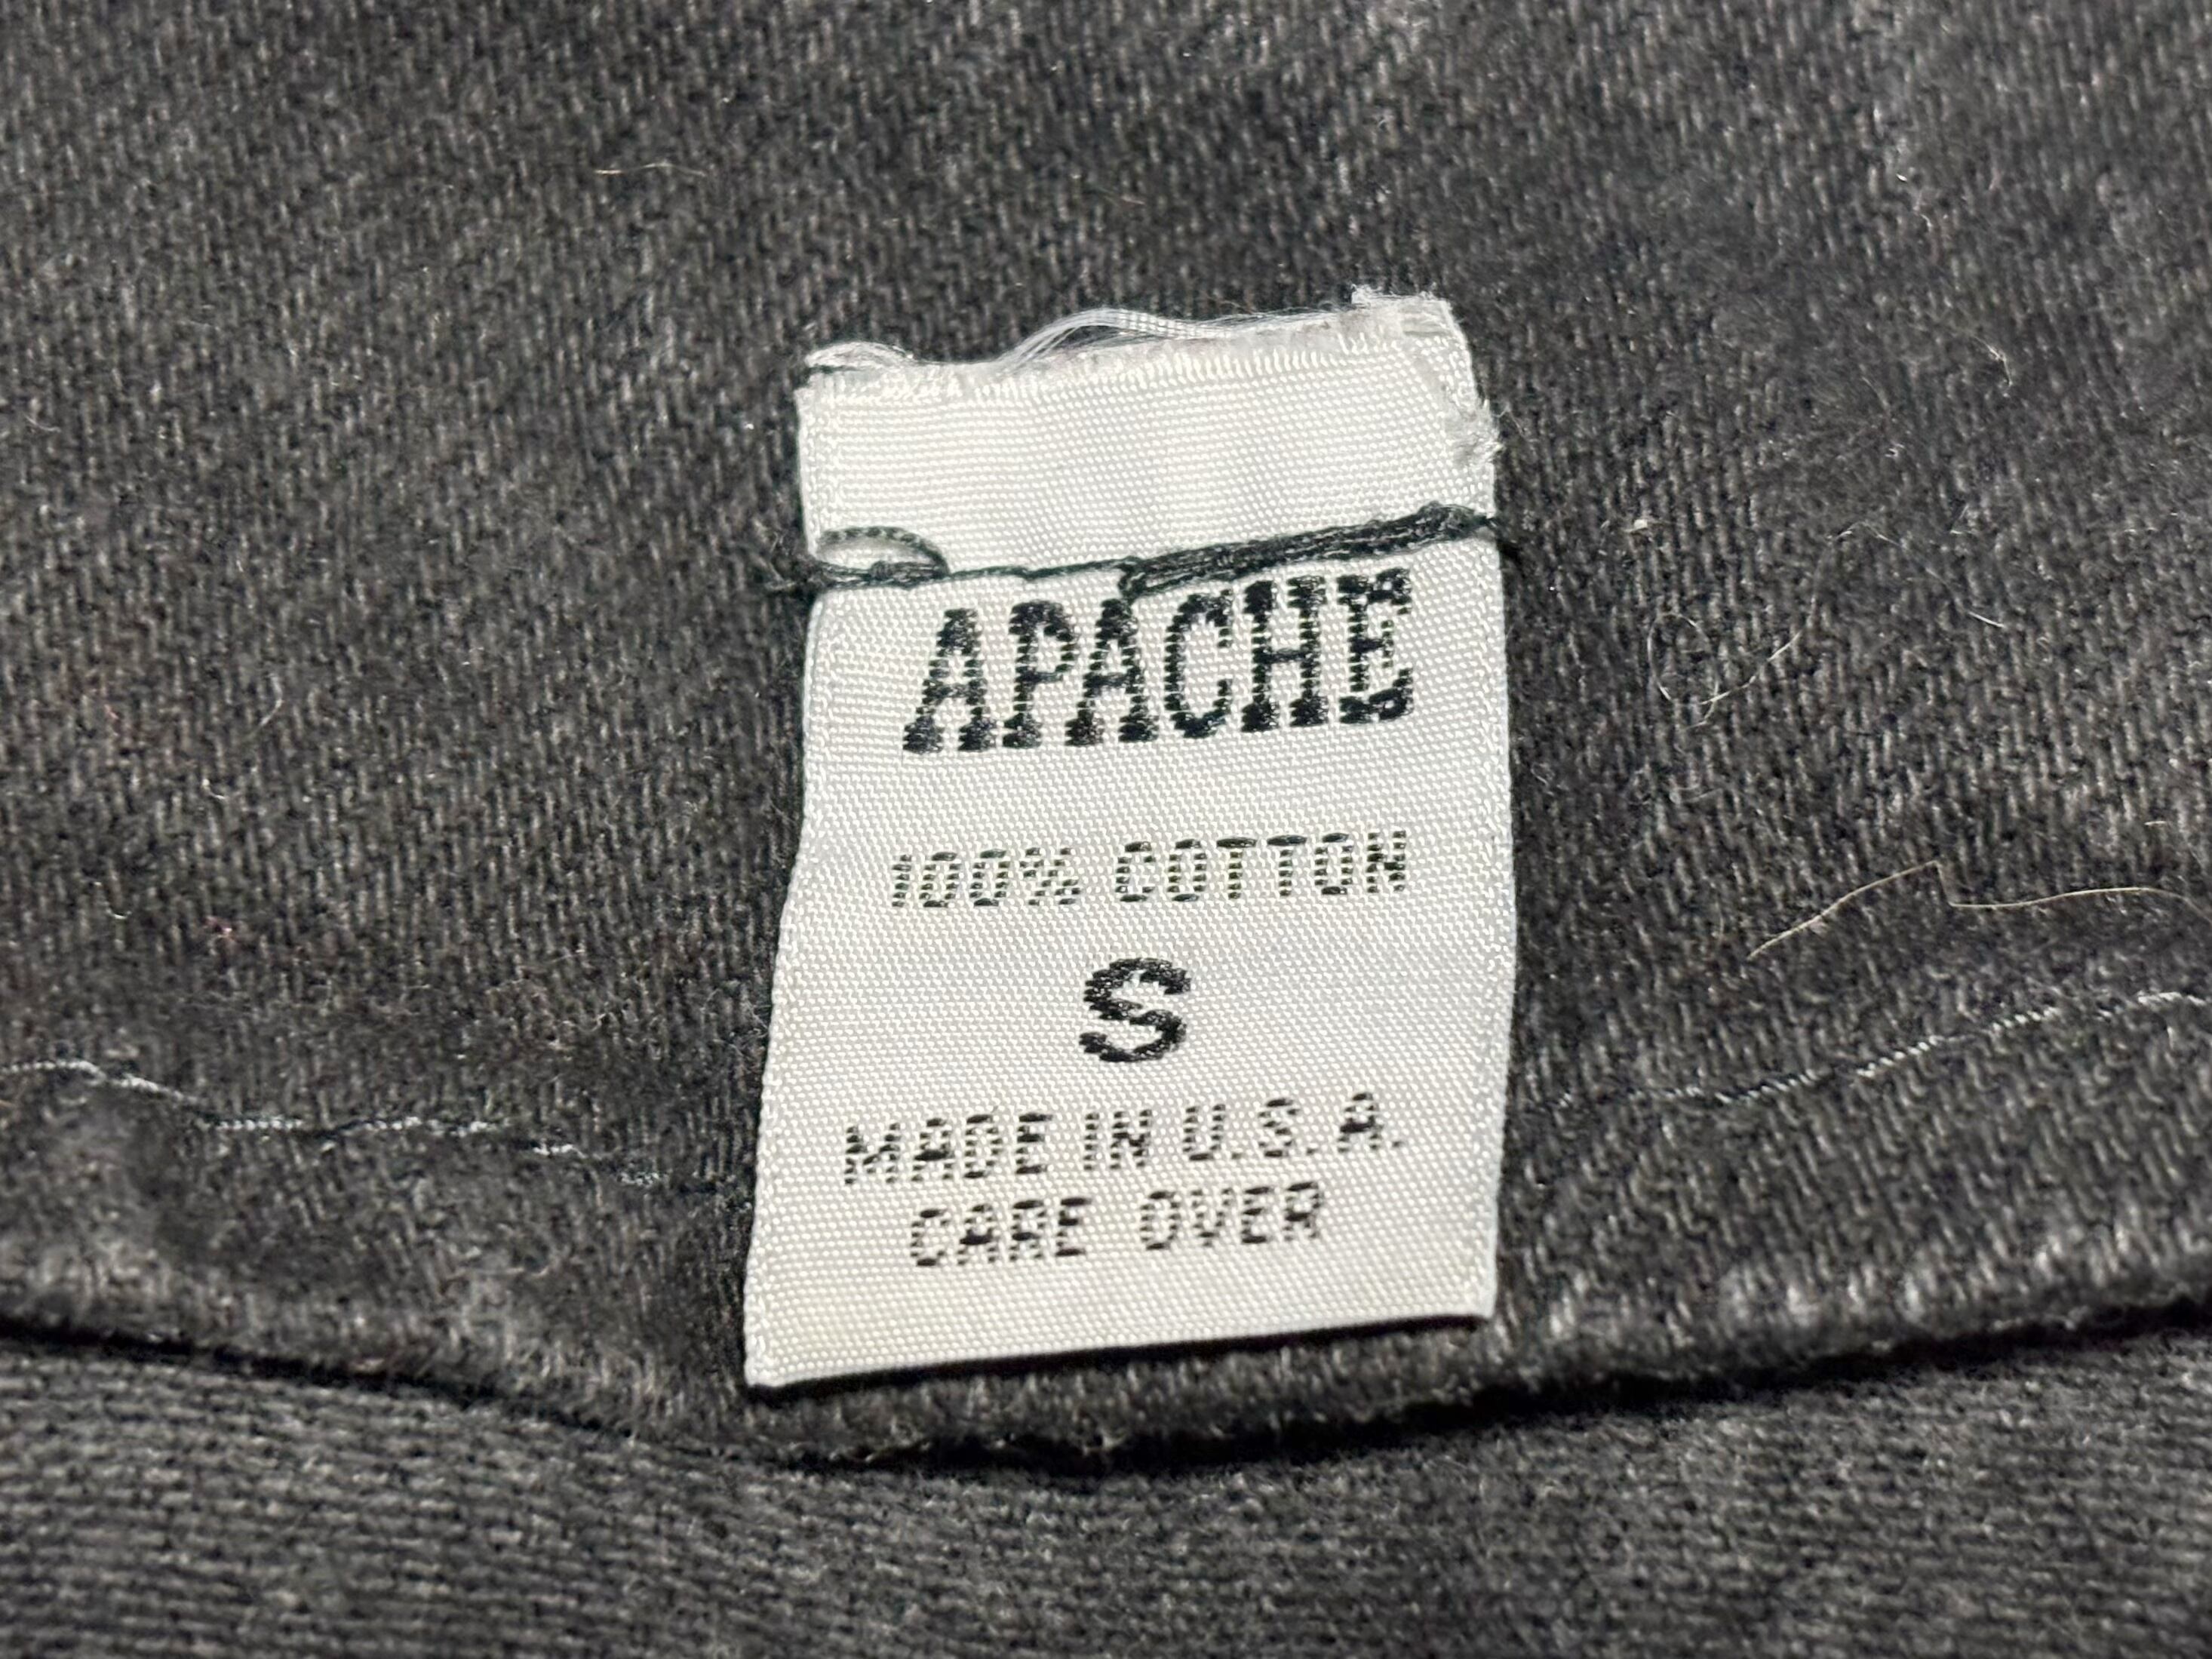 APACHE
100% COTTON
S
MADE IN U.S.A.
CARE OVER